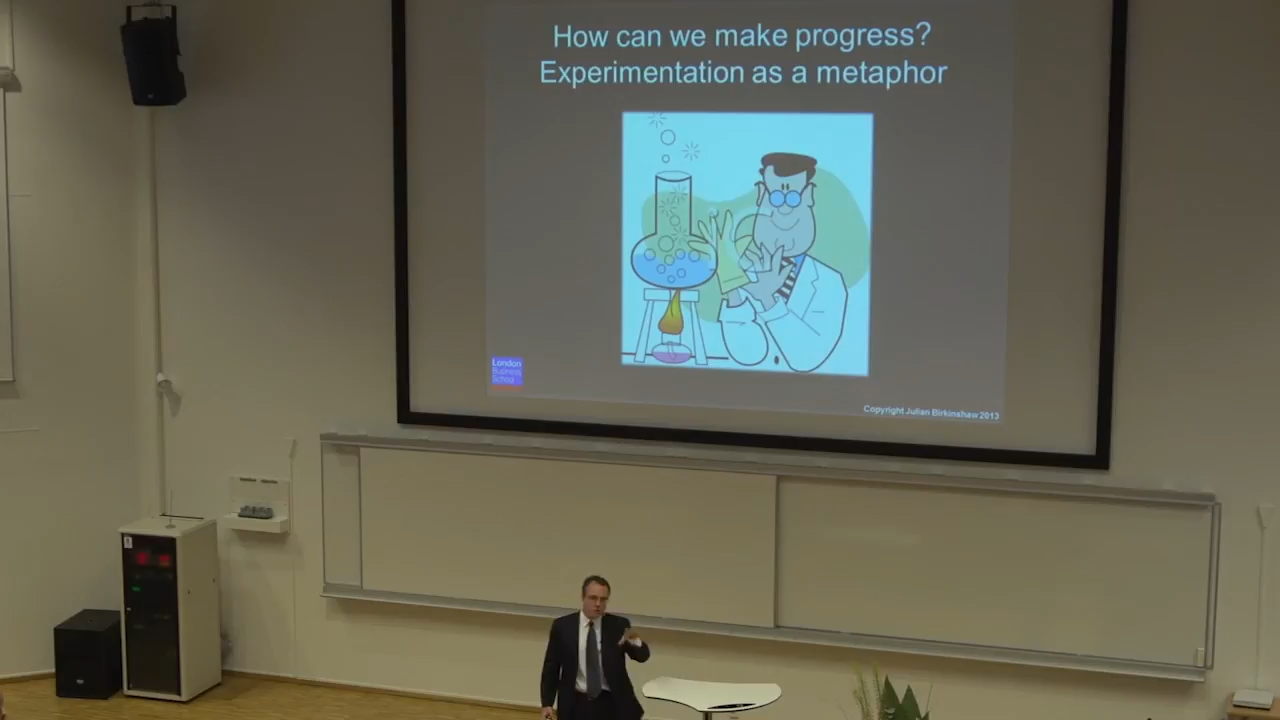 How can we make progress?
Experimentation as a metaphor
London
Business
School
Copyright Julian Birkinshaw 2013